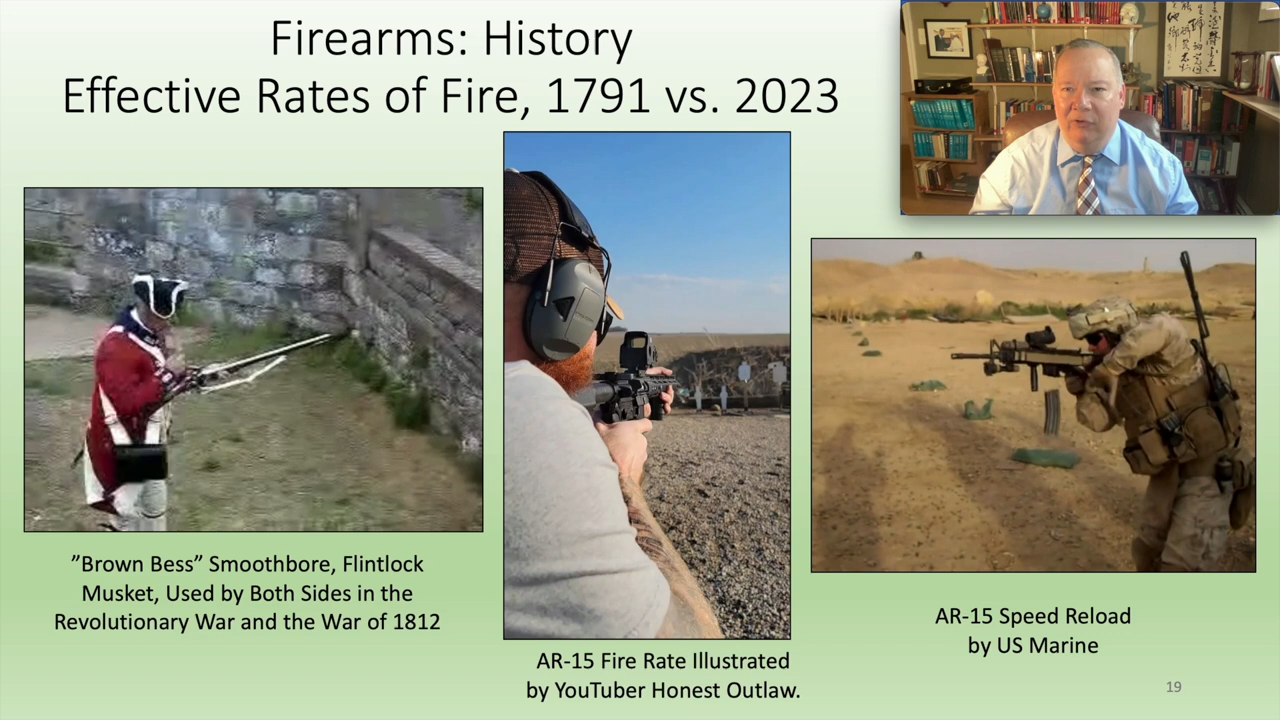 Firearms: History
Effective Rates of Fire, 1791 vs. 2023
”Brown Bess” Smoothbore, Flintlock
Musket, Used by Both Sides in the
Revolutionary War and the War of 1812
AR-15 Fire Rate Illustrated
by YouTuber Honest Outlaw.
AR-15 Speed Reload
by US Marine
19